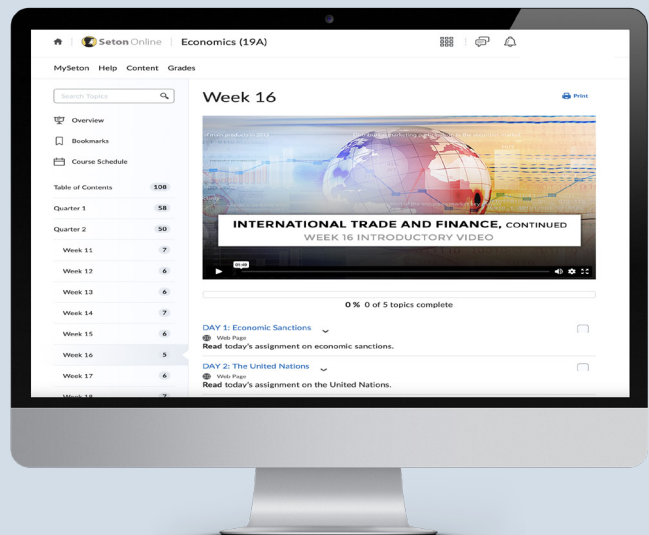 Seton Online
Economics (19A)
MySeton Help Content Grades
Search Topics
Overview
Bookmarks
Course Schedule
Table of Contents 108
Quarter 1 58
Quarter 2 50
Week 11 7
Week 12 6
Week 13 6
Week 14 7
Week 15 6
Week 16 5
Week 17 6
Week 18 7
Week 16
Print
INTERNATIONAL TRADE AND FINANCE, CONTINUED
WEEK 16 INTRODUCTORY VIDEO
0 % 0 of 5 topics complete
DAY 1: Economic Sanctions
Web Page
Read today's assignment on economic sanctions.
DAY 2: The United Nations
Web Page
Read today's assignment on the United Nations.